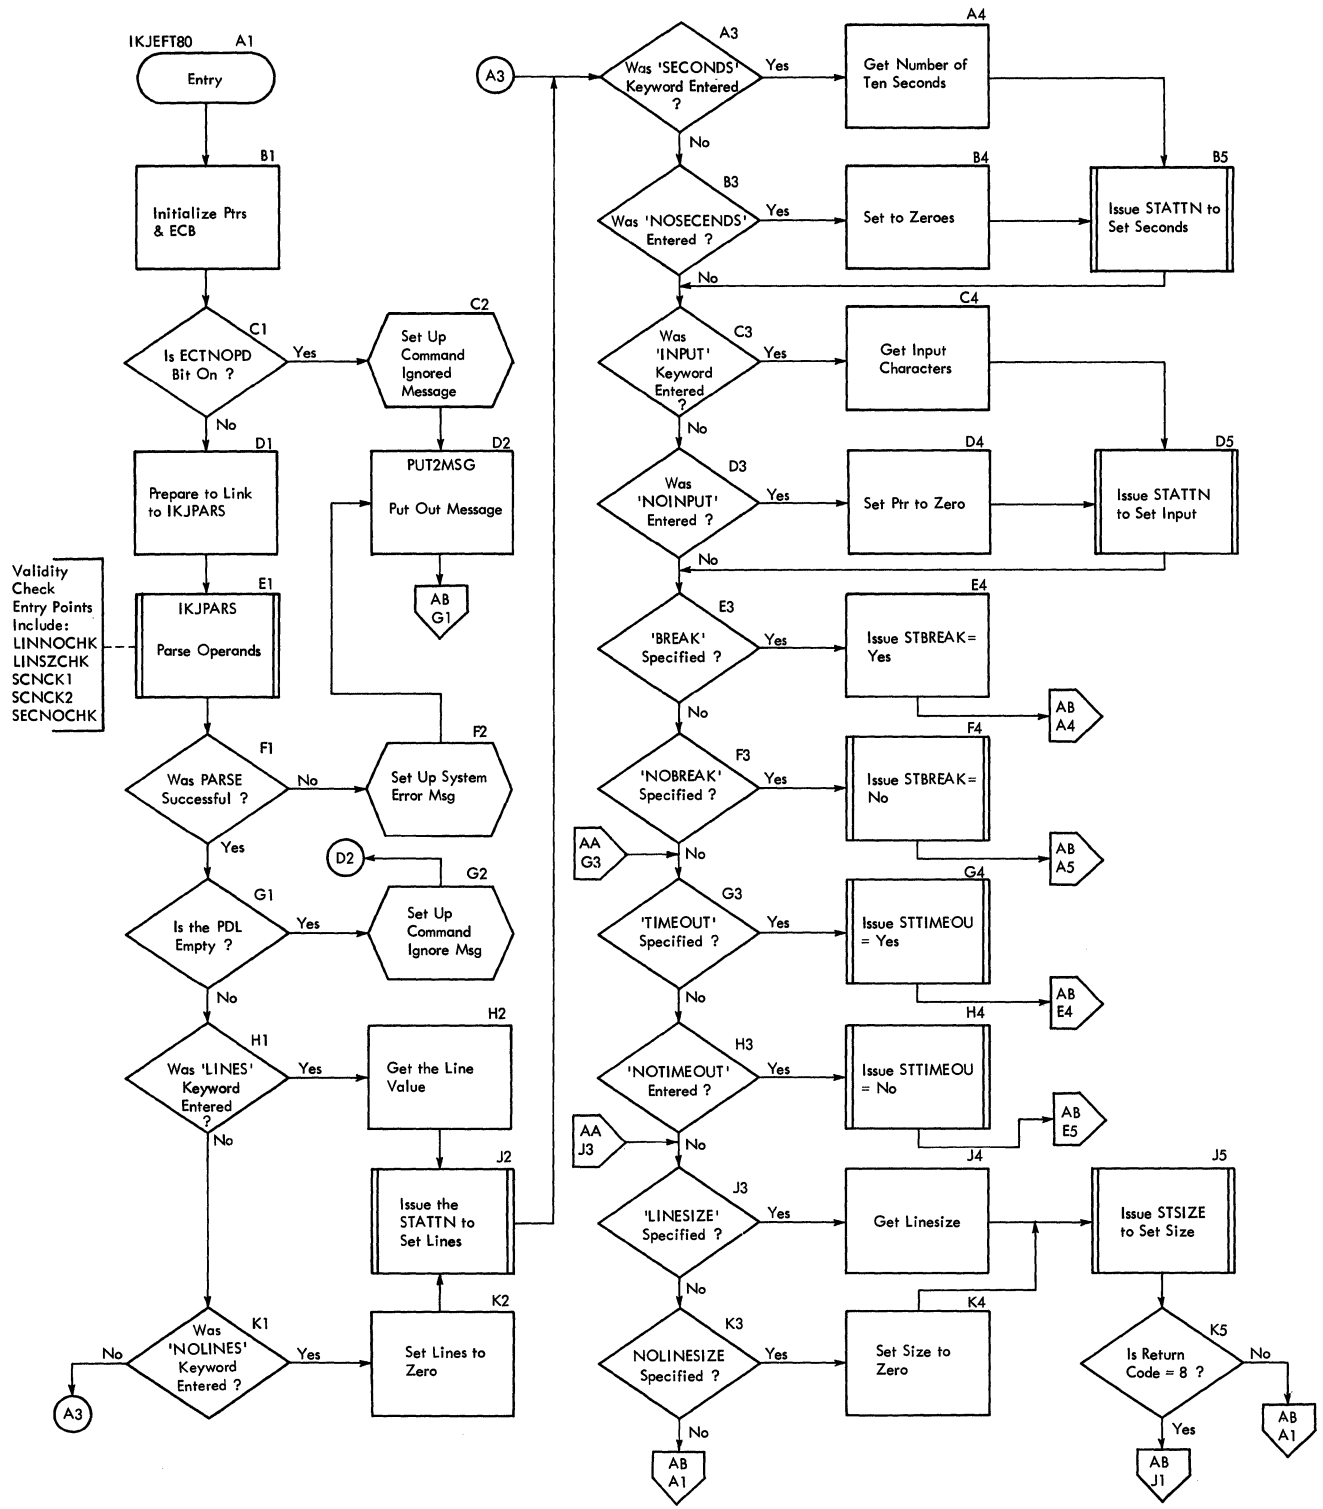 IKJEFT80 A1
Entry
B1
Initialize Ptrs
& ECB
C1
Is ECTNOPD
Bit On ?
Yes
No
C2
Set Up
Command
Ignored
Message
D1
Prepare to Link
to IKJPARS
D2
PUT2MSG
Put Out Message
AB
G1
Validity
Check
Entry Points
Include:
LINNOCHK
LINSZCHK
SCNCK1
SCNCK2
SECNOCHK
E1
IKJPARS
Parse Operands
F1
Was PARSE
Successful ?
No
Yes
F2
Set Up System
Error Msg
D2
G1
Is the PDL
Empty ?
Yes
No
G2
Set Up
Command
Ignore Msg
H1
Was 'LINES'
Keyword
Entered
?
Yes
No
H2
Get the Line
Value
J2
Issue the
STATTN to
Set Lines
K1
Was
'NOLINES'
Keyword
Entered ?
No
Yes
A3
K2
Set Lines to
Zero
A3
A3
Was 'SECONDS'
Keyword Entered
?
Yes
No
A4
Get Number of
Ten Seconds
B3
Was 'NOSECENDS'
Entered ?
Yes
No
B4
Set to Zeroes
B5
Issue STATTN to
Set Seconds
C3
Was
'INPUT'
Keyword
Entered
?
Yes
No
C4
Get Input
Characters
D3
Was
'NOINPUT'
Entered ?
Yes
No
D4
Set Ptr to Zero
D5
Issue STATTN
to Set Input
E3
'BREAK'
Specified ?
Yes
No
E4
Issue STBREAK=
Yes
AB
A4
F3
'NOBREAK'
Specified ?
Yes
No
F4
Issue STBREAK=
No
AB
A5
AA
G3
G3
'TIMEOUT'
Specified ?
Yes
No
G4
Issue STTIMEOU
= Yes
AB
E4
H3
'NOTIMEOUT'
Entered ?
Yes
No
H4
Issue STTIMEOU
= No
AB
E5
AA
J3
J3
'LINESIZE'
Specified ?
Yes
No
J4
Get Linesize
J5
Issue STSIZE
to Set Size
K3
NOLINESIZE
Specified ?
Yes
No
K4
Set Size to
Zero
K5
Is Return
Code = 8 ?
No
Yes
AB
A1
AB
J1
AB
A1